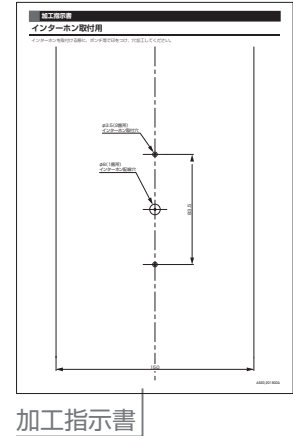 加工指示書
インターホン取付用
インターホンを取付ける際に、ポンチ等で印をつけ、穴加工してください。
φ3.5(2箇所)
インターホン取付穴
φ8(1箇所)
インターホン配線穴
83.5
150
加工指示書